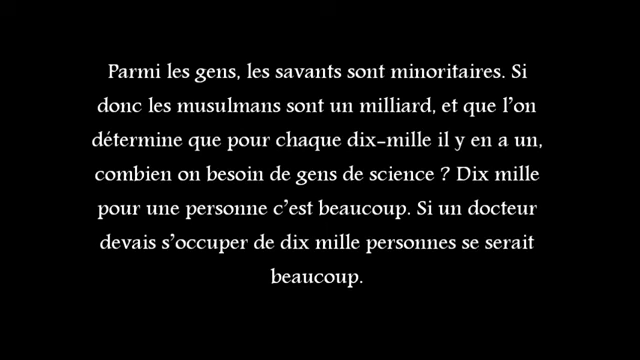 Parmi les gens, les savants sont minoritaires. Si
donc les musulmans sont un milliard, et que l'on
détermine que pour chaque dix-mille il y en a un,
combien on besoin de gens de science ? Dix mille
pour une personne c'est beaucoup. Si un docteur
devais s'occuper de dix mille personnes se serait
beaucoup.